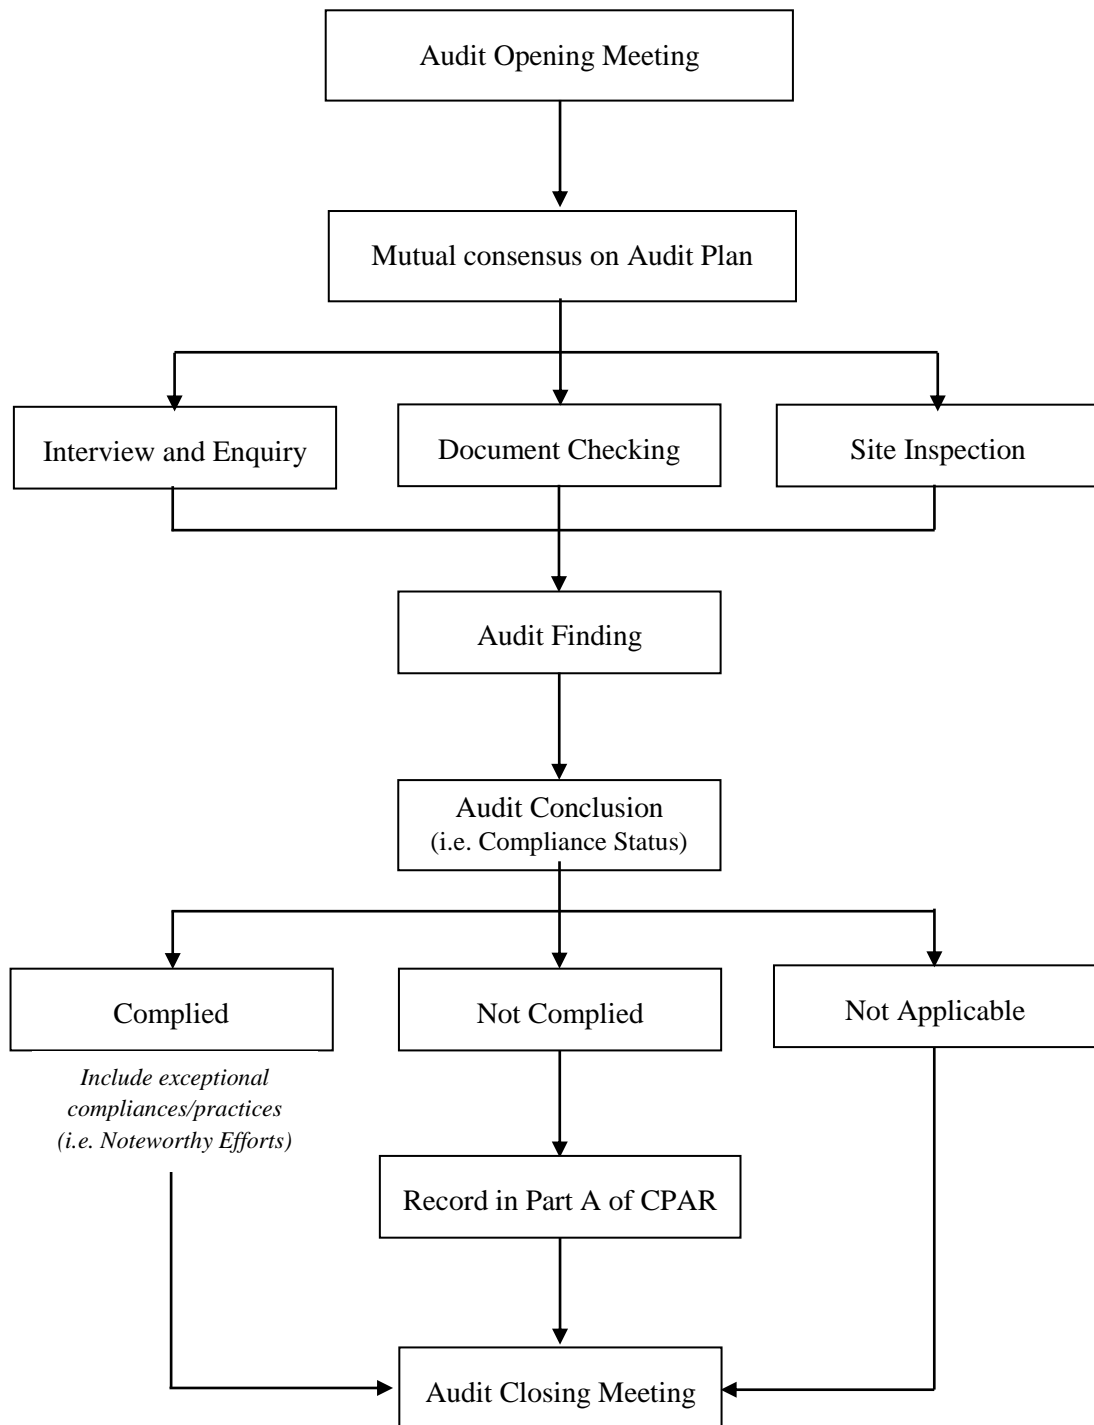 Audit Opening Meeting
Mutual consensus on Audit Plan
Interview and Enquiry
Document Checking
Site Inspection
Audit Finding
Audit Conclusion
(i.e. Compliance Status)
Complied
Not Complied
Not Applicable
Include exceptional
compliances/practices
(i.e. Noteworthy Efforts)
Record in Part A of CPAR
Audit Closing Meeting